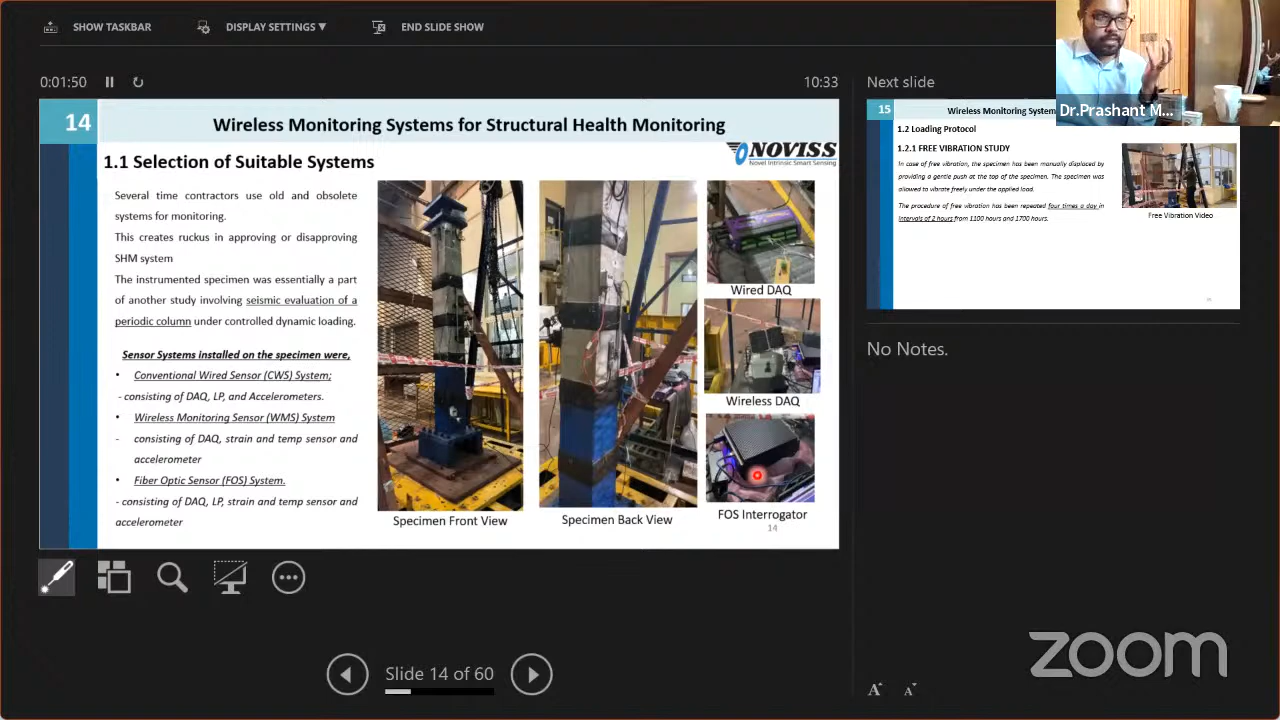 SHOW TASKBAR
DISPLAY SETTINGS ▼
END SLIDE SHOW
0:01:50
10:33
14
Wireless Monitoring Systems for Structural Health Monitoring
1.1 Selection of Suitable Systems
NOVISS
Novel Intrinsic Smart Sensing
Several time contractors use old and obsolete
systems for monitoring.
This creates ruckus in approving or disapproving
SHM system
The instrumented specimen was essentially a part
of another study involving seismic evaluation of a
periodic column under controlled dynamic loading.
Sensor Systems installed on the specimen were,
• Conventional Wired Sensor (CWS) System;
- consisting of DAQ, LP, and Accelerometers.
• Wireless Monitoring Sensor (WMS) System
- consisting of DAQ, strain and temp sensor and
accelerometer
• Fiber Optic Sensor (FOS) System.
- consisting of DAQ, LP, strain and temp sensor and
accelerometer
Specimen Front View
Specimen Back View
Wired DAQ
Wireless DAQ
FOS Interrogator
14
Slide 14 of 60
Next slide
Dr.Prashant M...
15
Wireless Monitoring System
1.2 Loading Protocol
1.2.1 FREE VIBRATION STUDY
In case of free vibration, the specimen has been manually displaced by
providing a gentle push at the top of the specimen. The specimen was
allowed to vibrate freely under the applied load.
The procedure of free vibration has been repeated four times a day in
intervals of 2 hours from 1100 hours and 1700 hours.
Free Vibration Video
No Notes.
zoom
A
A